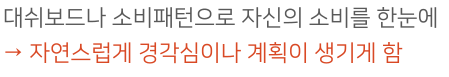 대쉬보드나 소비패턴으로 자신의 소비를 한눈에
→ 자연스럽게 경각심이나 계획이 생기게 함